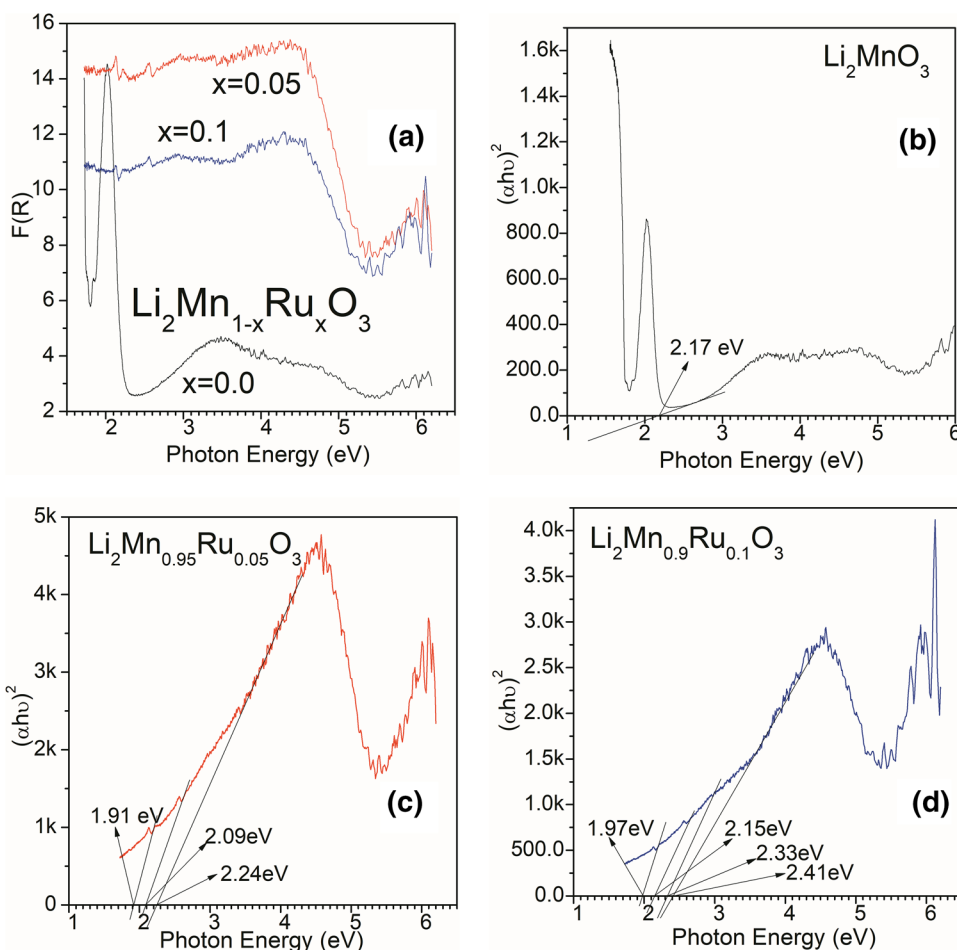 16
14
12
10
8
6
4
2
F(R)
x=0.05
x=0.1
(a)
Li₂Mn₁₋ₓRuₓO₃
x=0.0
2 3 4 5 6
Photon Energy (eV)
1.6k
1.4k
1.2k
1.0k
800.0
600.0
400.0
200.0
0.0
(αhυ)²
Li₂MnO₃
(b)
2.17 eV
1 2 3 4 5 6
Photon Energy (eV)
5k
4k
3k
2k
1k
0
(αhυ)²
Li₂Mn₀.₉₅Ru₀.₀₅O₃
(c)
1.91 eV
2.09eV
2.24eV
1 2 3 4 5 6
Photon Energy (eV)
4.0k
3.5k
3.0k
2.5k
2.0k
1.5k
1.0k
500.0
0.0
(αhυ)²
Li₂Mn₀.₉Ru₀.₁O₃
(d)
1.97eV
2.15eV
2.33eV
2.41eV
1 2 3 4 5 6
Photon Energy (eV)